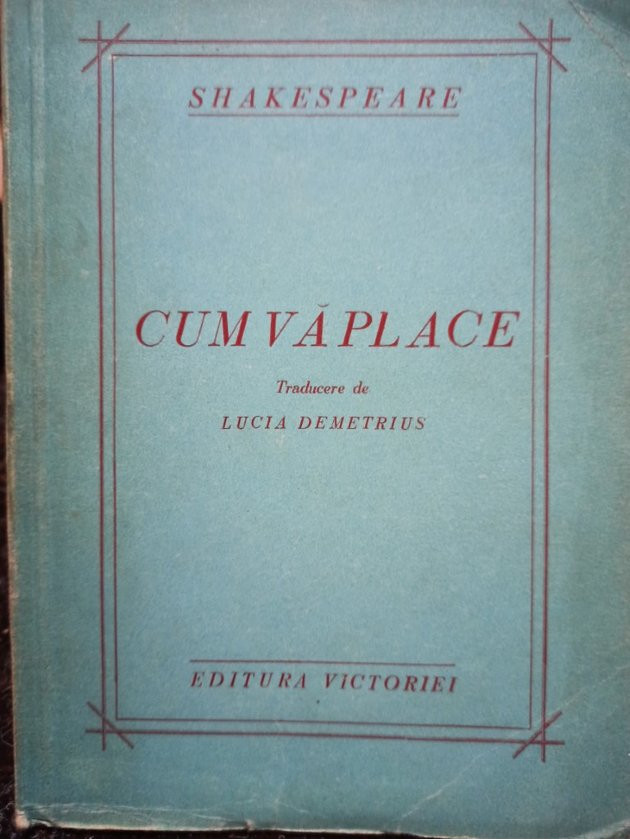 SHAKESPEARE
CUM VĂ PLACE
Traducere de
LUCIA DEMETRIUS
EDITURA VICTORIEI